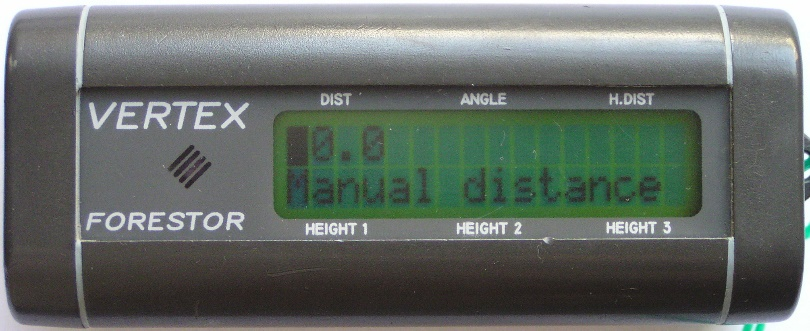 VERTEX
FORESTOR
DIST ANGLE H.DIST
0.0
Manual distance
HEIGHT 1 HEIGHT 2 HEIGHT 3